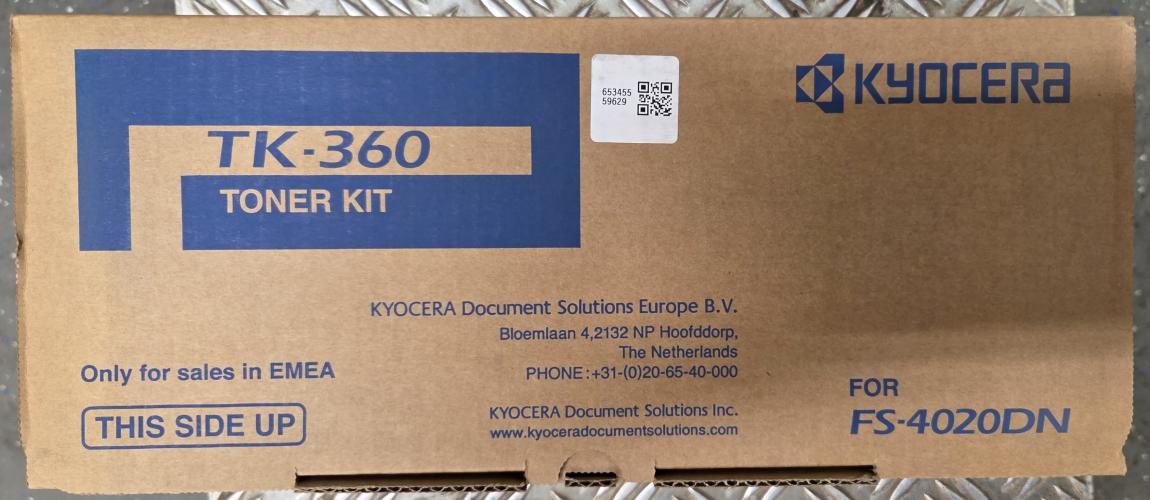 TK-360
TONER KIT
653455
59629
KYOCERA
KYOCERA Document Solutions Europe B.V.
Bloemlaan 4,2132 NP Hoofddorp,
The Netherlands
PHONE:+31-(0)20-65-40-000
Only for sales in EMEA
THIS SIDE UP
KYOCERA Document Solutions Inc.
www.kyoceradocumentsolutions.com
FOR
FS-4020DN